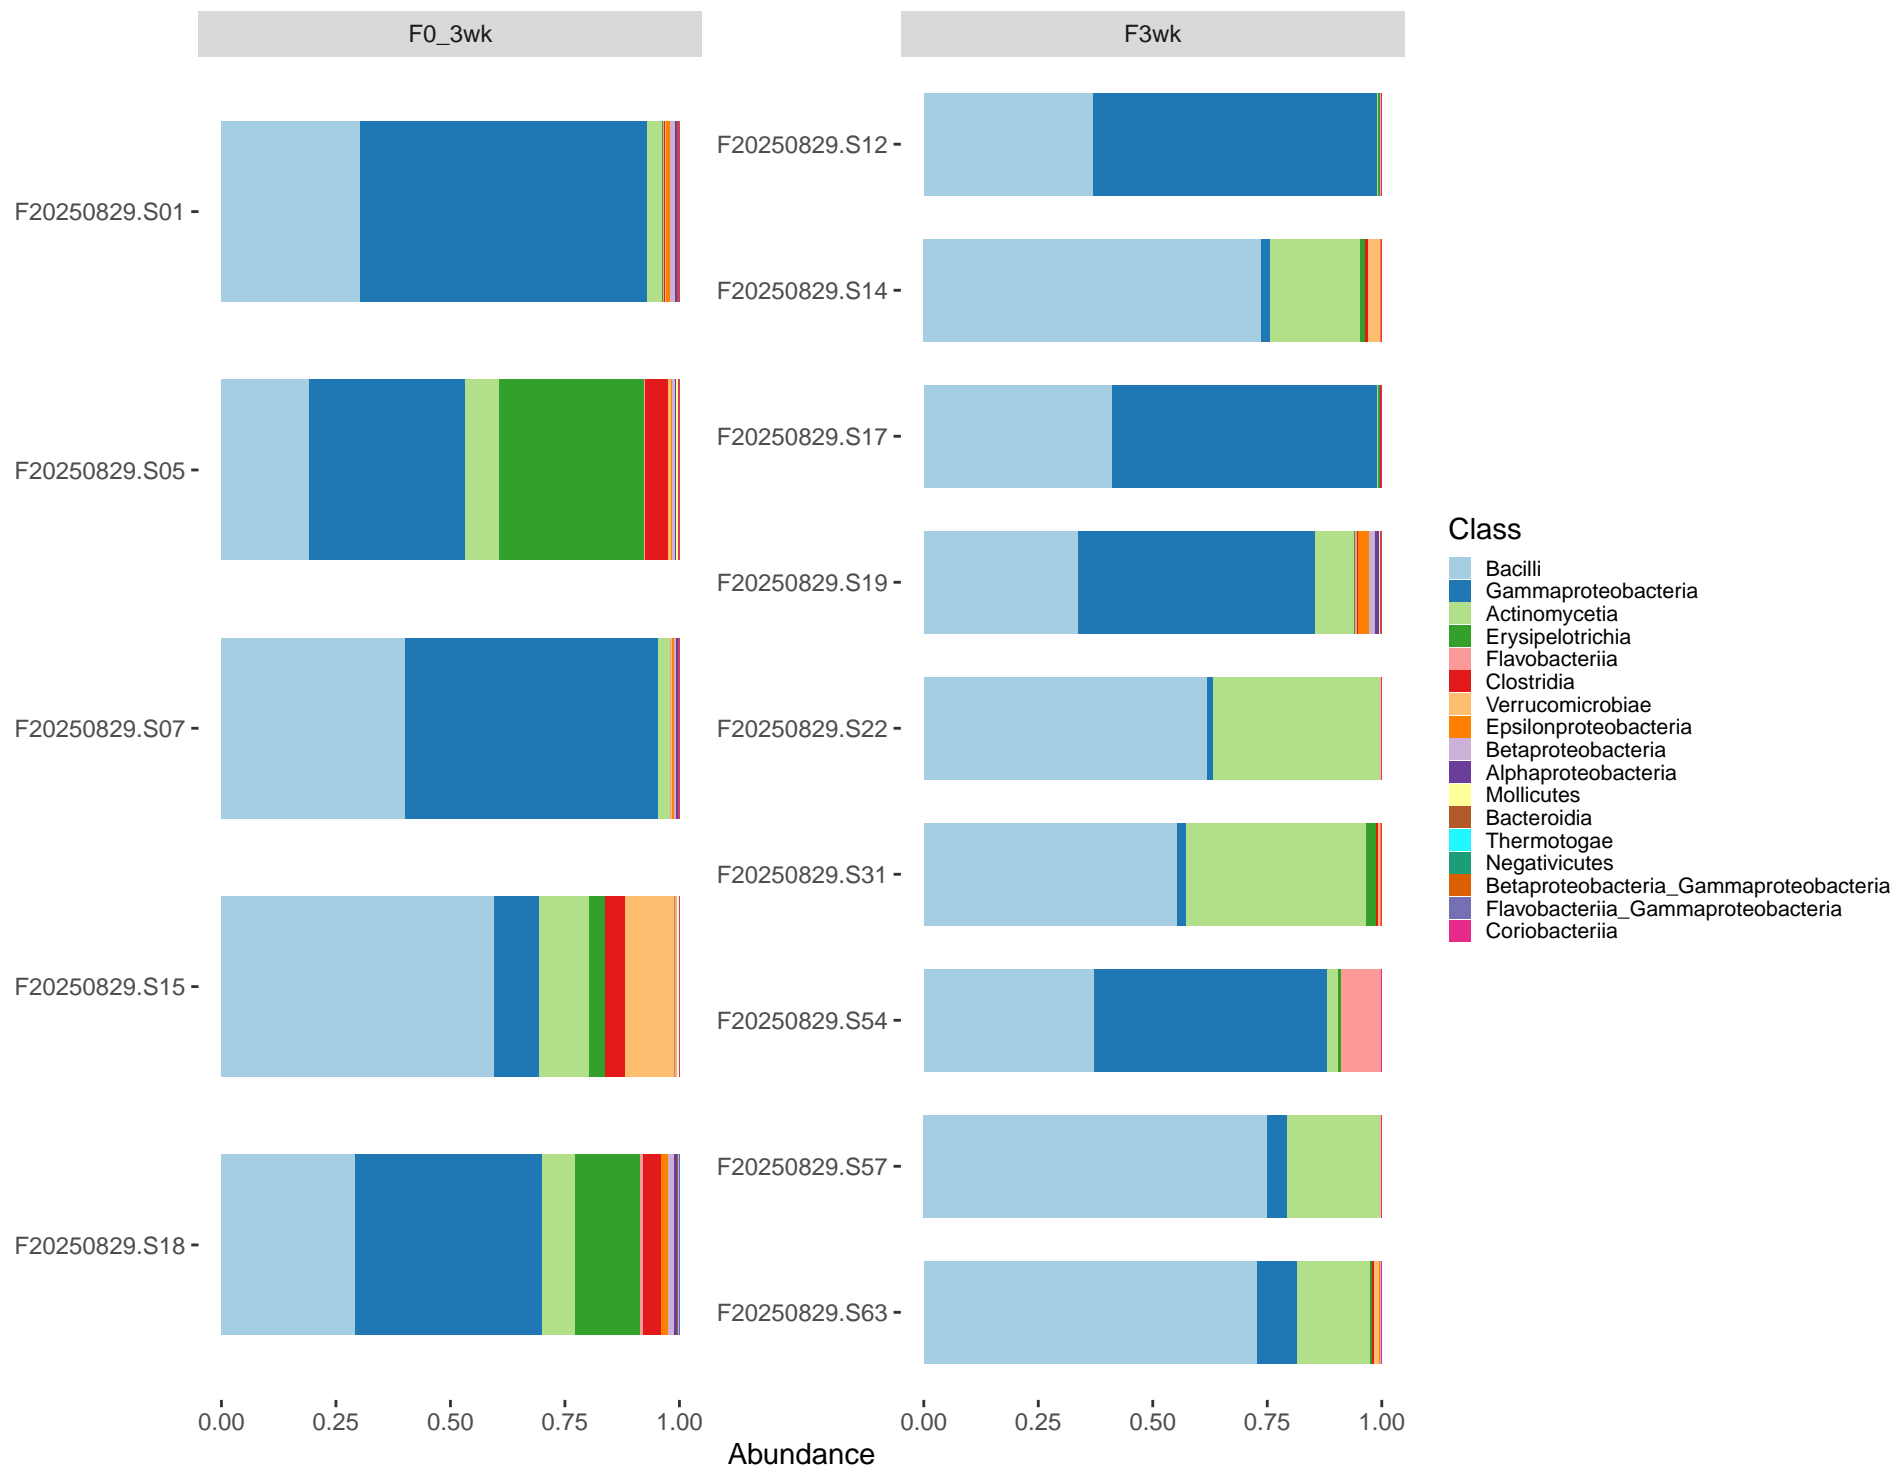 F0_3wk
F20250829.S01
F20250829.S05
F20250829.S07
F20250829.S15
F20250829.S18
0.00 0.25 0.50 0.75 1.00
F3wk
F20250829.S12
F20250829.S14
F20250829.S17
F20250829.S19
F20250829.S22
F20250829.S31
F20250829.S54
F20250829.S57
F20250829.S63
0.00 0.25 0.50 0.75 1.00
Abundance
Class
Bacilli
Gammaproteobacteria
Actinomycetia
Erysipelotrichia
Flavobacteriia
Clostridia
Verrucomicrobiae
Epsilonproteobacteria
Betaproteobacteria
Alphaproteobacteria
Mollicutes
Bacteroidia
Thermotogae
Negativicutes
Betaproteobacteria_Gammaproteobacteria
Flavobacteriia_Gammaproteobacteria
Coriobacteriia